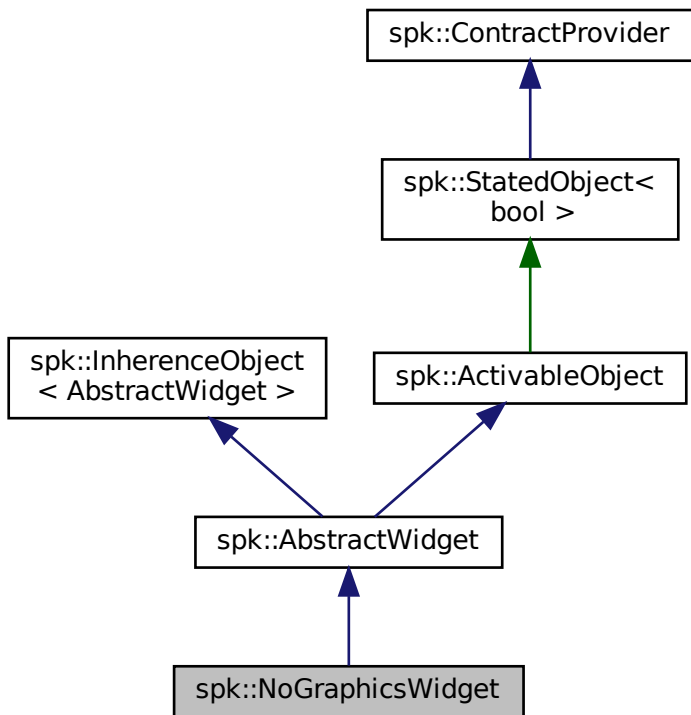 spk::ContractProvider
spk::StatedObject<
bool >
spk::InherenceObject
< AbstractWidget >
spk::ActivableObject
spk::AbstractWidget
spk::NoGraphicsWidget